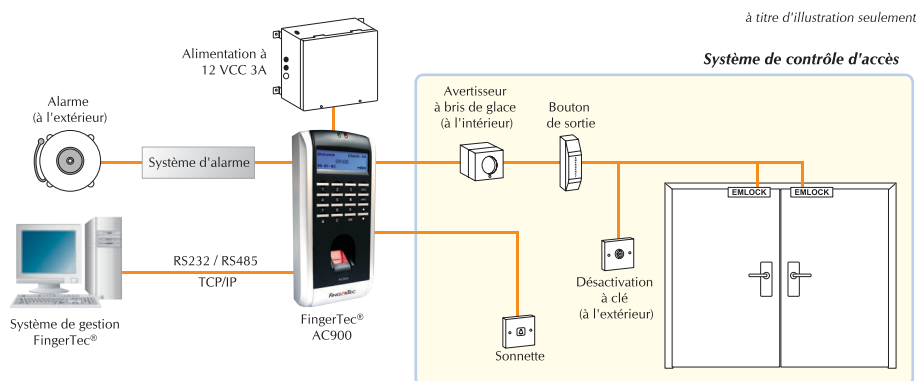 à titre d'illustration seulement
Système de contrôle d'accès
Alimentation à
12 VCC 3A
Alarme
(à l'extérieur)
Système d'alarme
Avertisseur
à bris de glace
(à l'intérieur)
Bouton
de sortie
EMLOCK
EMLOCK
RS232 / RS485
TCP/IP
Système de gestion
FingerTec®
FINGERTEC
FingerTec®
AC900
Sonnette
Désactivation
à clé
(à l'extérieur)